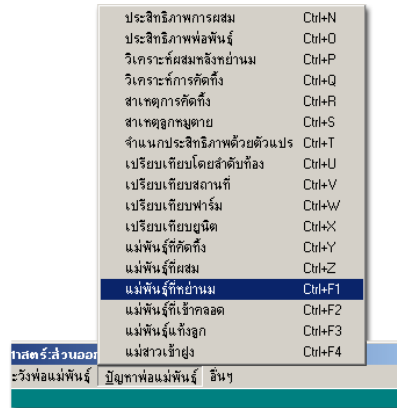 ประสิทธิภาพการผสม Ctrl+N
ประสิทธิภาพพ่อพันธุ์ Ctrl+O
วิเคราะห์ผสมหลังหย่านม Ctrl+P
วิเคราะห์การคัดทิ้ง Ctrl+Q
สาเหตุการคัดทิ้ง Ctrl+R
สาเหตุลูกหมูตาย Ctrl+S
จำแนกประสิทธิภาพด้วยตัวแปร Ctrl+T
เปรียบเทียบโดยลำดับท้อง Ctrl+U
เปรียบเทียบสถานที่ Ctrl+V
เปรียบเทียบฟาร์ม Ctrl+W
เปรียบเทียบยูนิต Ctrl+X
แม่พันธุ์ที่คัดทิ้ง Ctrl+Y
แม่พันธุ์ที่ผสม Ctrl+Z
แม่พันธุ์ที่หย่านม Ctrl+F1
แม่พันธุ์ที่เข้าคลอด Ctrl+F2
แม่พันธุ์แท้งลูก Ctrl+F3
แม่สาวเข้าฝูง Ctrl+F4
าสตร์:ส่วนออก
ะวังพ่อแม่พันธุ์ ปัญหาพ่อแม่พันธุ์ อื่นๆ